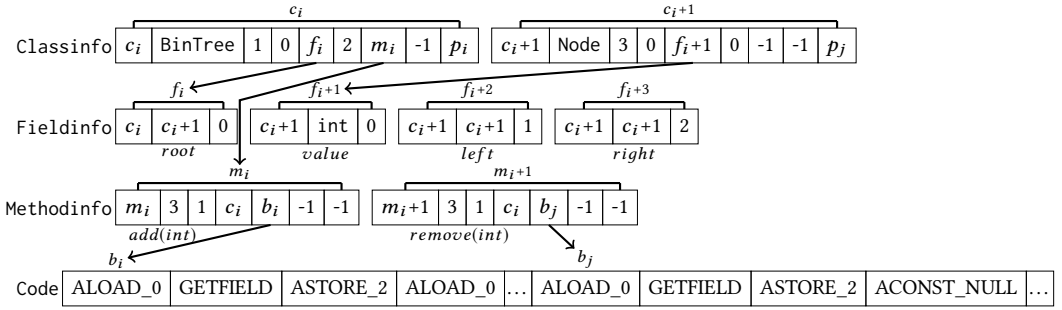 c_i c_i+1
Classinfo c_i BinTree 1 0 f_i 2 m_i -1 p_i c_i+1 Node 3 0 f_i+1 0 -1 -1 p_j
f_i f_i+1 f_i+2 f_i+3
Fieldinfo c_i c_i+1 0 c_i+1 int 0 c_i+1 c_i+1 1 c_i+1 c_i+1 2
root value left right
m_i m_i+1
Methodinfo m_i 3 1 c_i b_i -1 -1 m_i+1 3 1 c_i b_j -1 -1
add(int) remove(int)
b_i b_j
Code ALOAD_0 GETFIELD ASTORE_2 ALOAD_0 ... ALOAD_0 GETFIELD ASTORE_2 ACONST_NULL ...